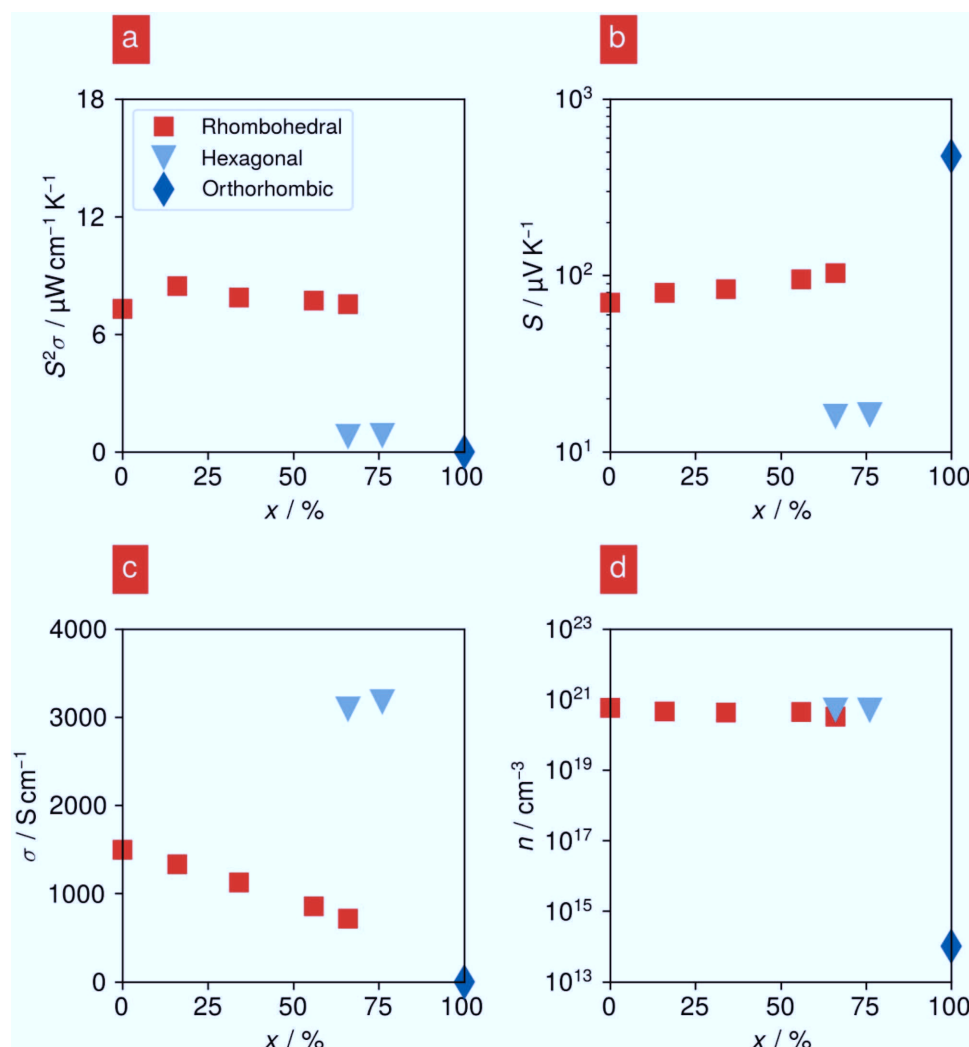 a
18
12
6
0
S²σ / µW cm⁻¹ K⁻¹
Rhombohedral
Hexagonal
Orthorhombic
0 25 50 75 100
x / %
b
10³
10²
10¹
S / µV K⁻¹
0 25 50 75 100
x / %
c
4000
3000
2000
1000
0
σ / S cm⁻¹
0 25 50 75 100
x / %
d
10²³
10²¹
10¹⁹
10¹⁷
10¹⁵
10¹³
n / cm⁻³
0 25 50 75 100
x / %